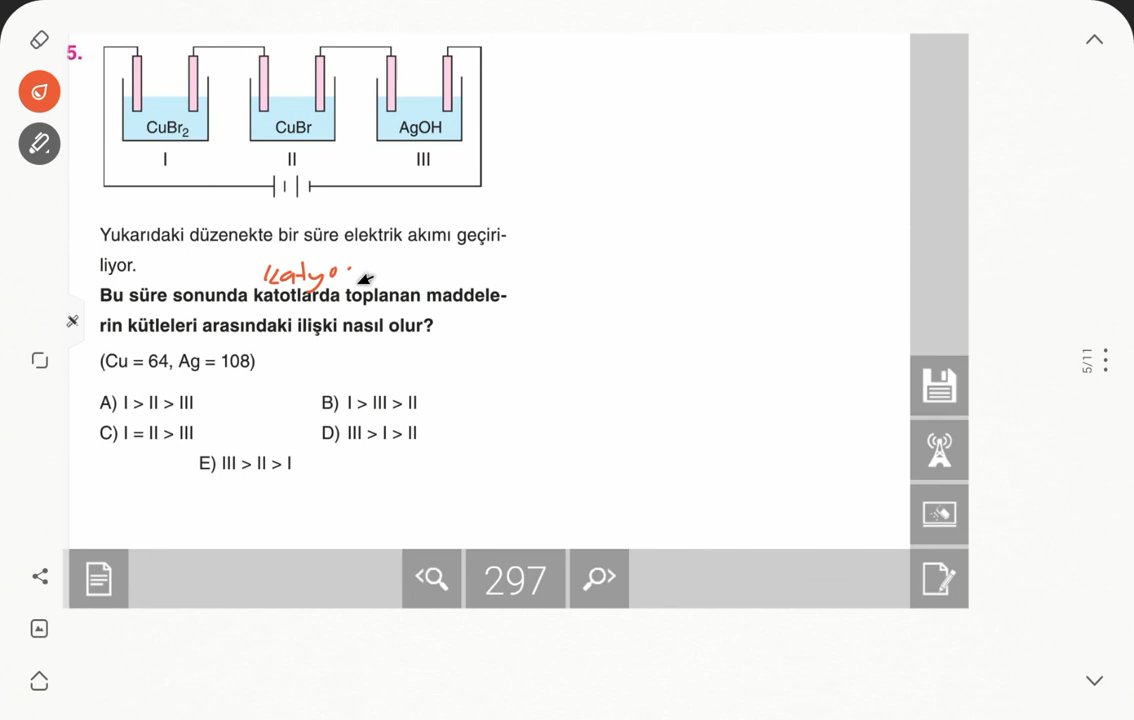 5.
CuBr₂ CuBr AgOH
I II III
Yukarıdaki düzenekte bir süre elektrik akımı geçiri-
liyor.
katyo
Bu süre sonunda katotlarda toplanan maddele-
rin kütleleri arasındaki ilişki nasıl olur?
(Cu = 64, Ag = 108)
A) I > II > III B) I > III > II
C) I = II > III D) III > I > II
E) III > II > I
297
5/11